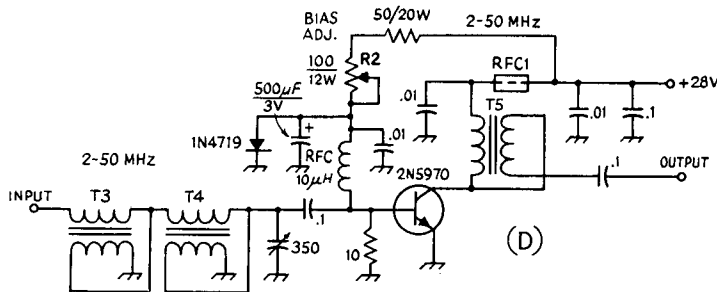 50/20W
2-50 MHz
BIAS
ADJ.
100
12W
R2
RFC1
+28V
500µF
3V
+
.01
T5
.01
.1
1N4719
.01
RFC
10µH
2-50 MHz
2N5970
.1
OUTPUT
INPUT
T3
T4
.1
350
10
(D)